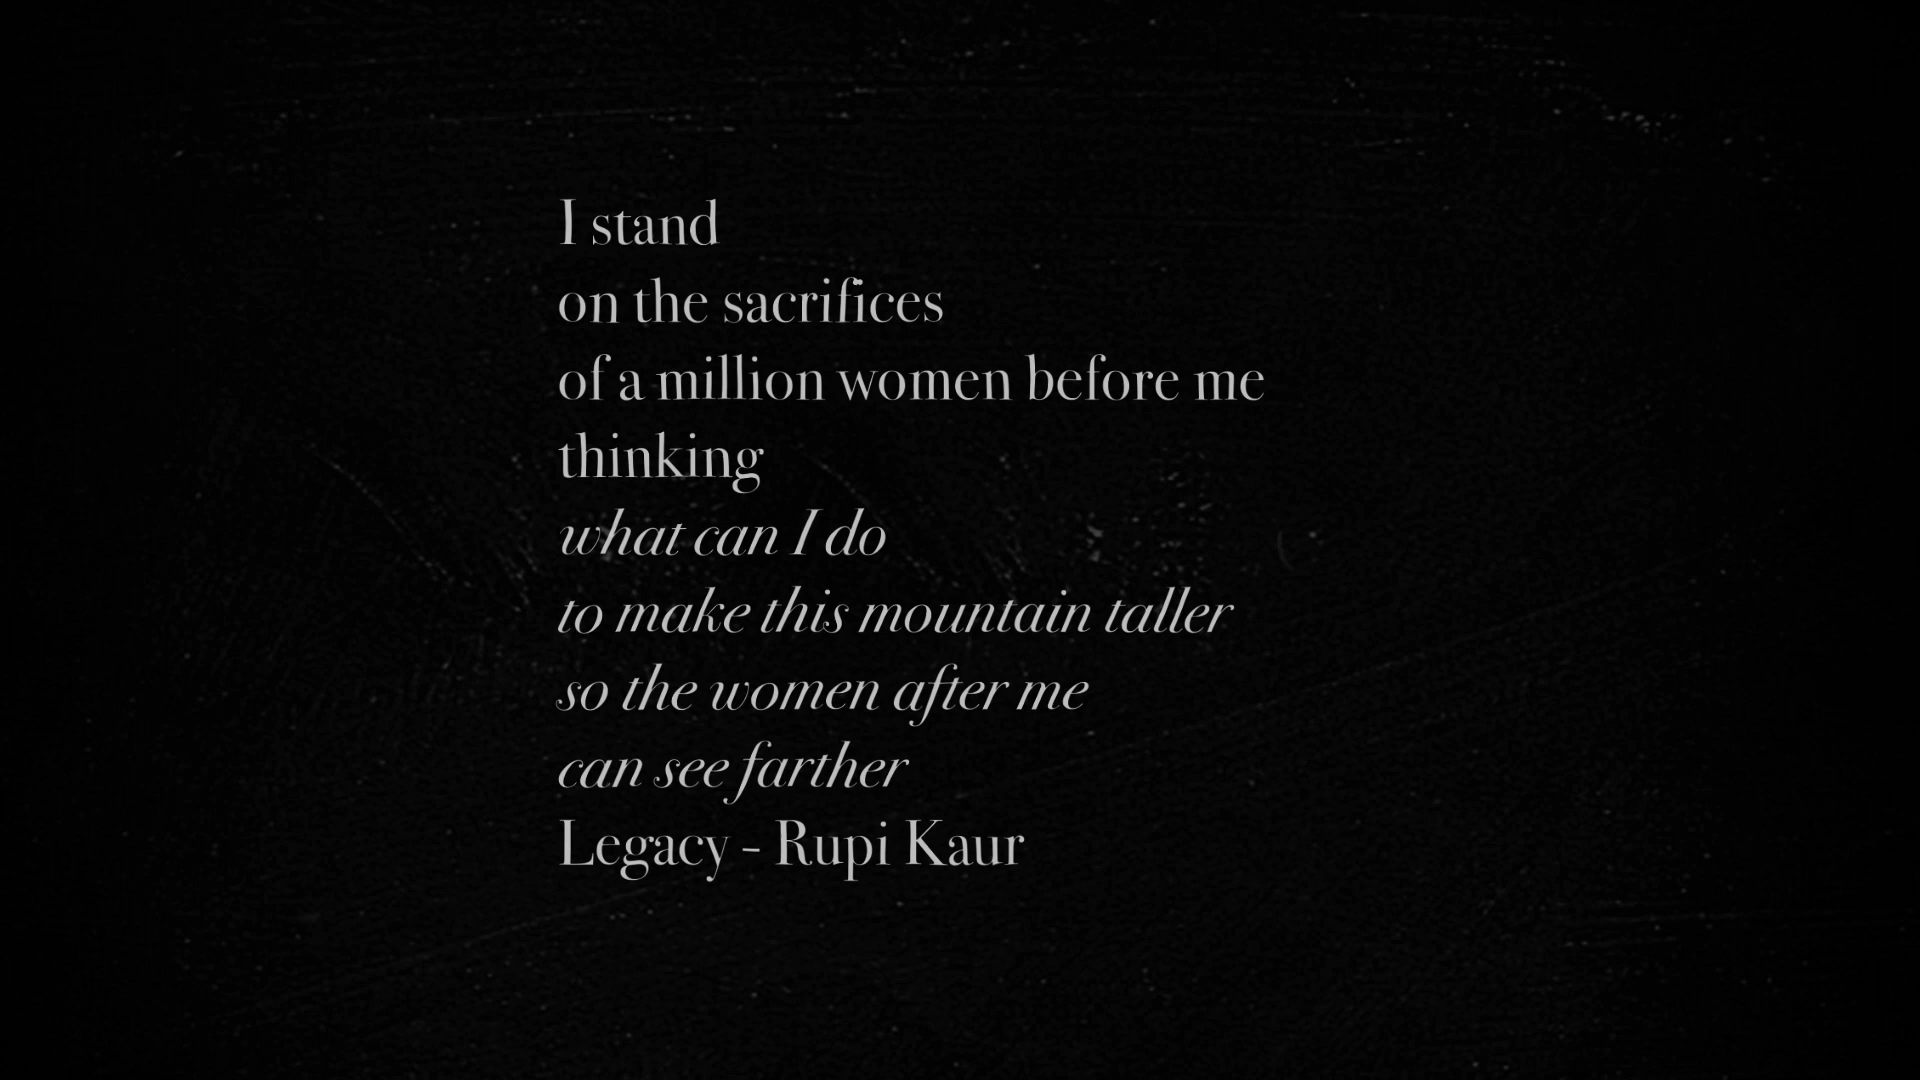 I stand
on the sacrifices
of a million women before me
thinking
what can I do
to make this mountain taller
so the women after me
can see farther
Legacy - Rupi Kaur